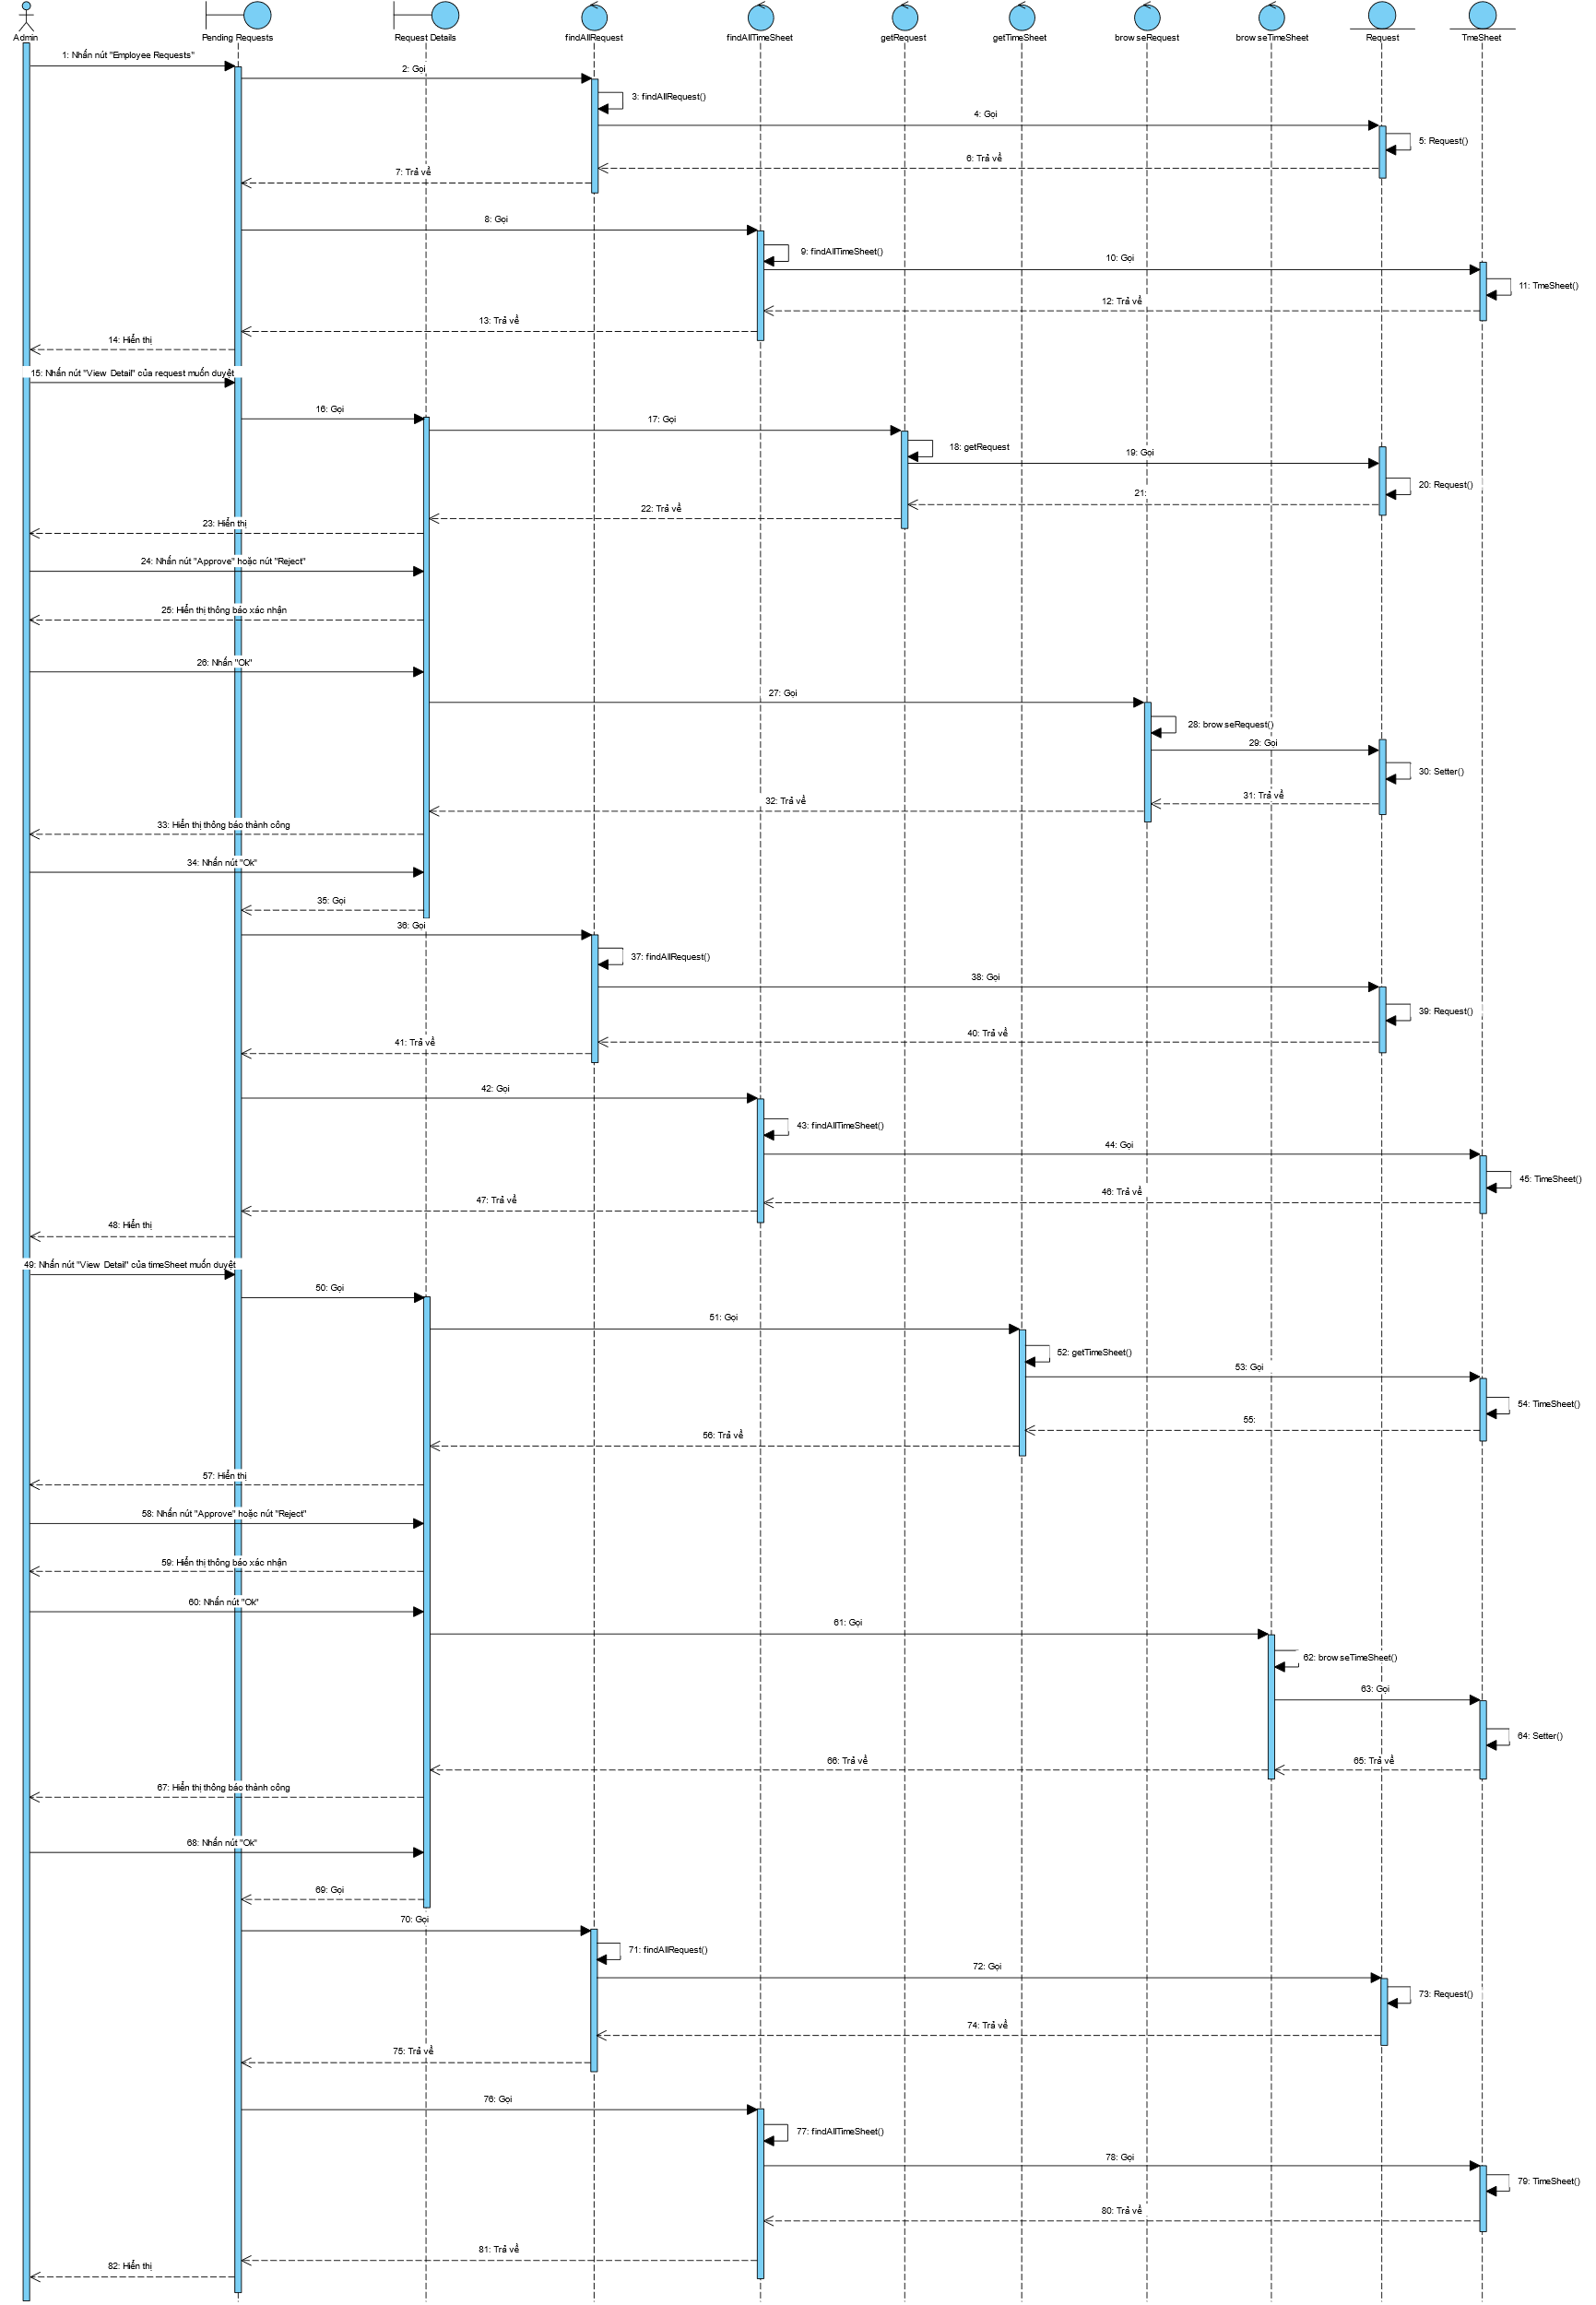 Admin
Pending Requests
Request Details
findAllRequest
findAllTimeSheet
getRequest
getTimeSheet
browseRequest
browseTimeSheet
Request
TmeSheet
1: Nhấn nút "Employee Requests"
2: Gọi
3: findAllRequest()
4: Gọi
5: Request()
6: Trả về
7: Trả về
8: Gọi
9: findAllTimeSheet()
10: Gọi
11: TmeSheet()
12: Trả về
13: Trả về
14: Hiển thị
15: Nhấn nút "View Detail" của request muốn duyệt
16: Gọi
17: Gọi
18: getRequest
19: Gọi
20: Request()
21:
22: Trả về
23: Hiển thị
24: Nhấn nút "Approve" hoặc nút "Reject"
25: Hiển thị thông báo xác nhận
26: Nhấn "Ok"
27: Gọi
28: browseRequest()
29: Gọi
30: Setter()
31: Trả về
32: Trả về
33: Hiển thị thông báo thành công
34: Nhấn nút "Ok"
35: Gọi
36: Gọi
37: findAllRequest()
38: Gọi
39: Request()
40: Trả về
41: Trả về
42: Gọi
43: findAllTimeSheet()
44: Gọi
45: TimeSheet()
46: Trả về
47: Trả về
48: Hiển thị
49: Nhấn nút "View Detail" của timeSheet muốn duyệt
50: Gọi
51: Gọi
52: getTimeSheet()
53: Gọi
54: TimeSheet()
55:
56: Trả về
57: Hiển thị
58: Nhấn nút "Approve" hoặc nút "Reject"
59: Hiển thị thông báo xác nhận
60: Nhấn nút "Ok"
61: Gọi
62: browseTimeSheet()
63: Gọi
64: Setter()
65: Trả về
66: Trả về
67: Hiển thị thông báo thành công
68: Nhấn nút "Ok"
69: Gọi
70: Gọi
71: findAllRequest()
72: Gọi
73: Request()
74: Trả về
75: Trả về
76: Gọi
77: findAllTimeSheet()
78: Gọi
79: TimeSheet()
80: Trả về
81: Trả về
82: Hiển thị